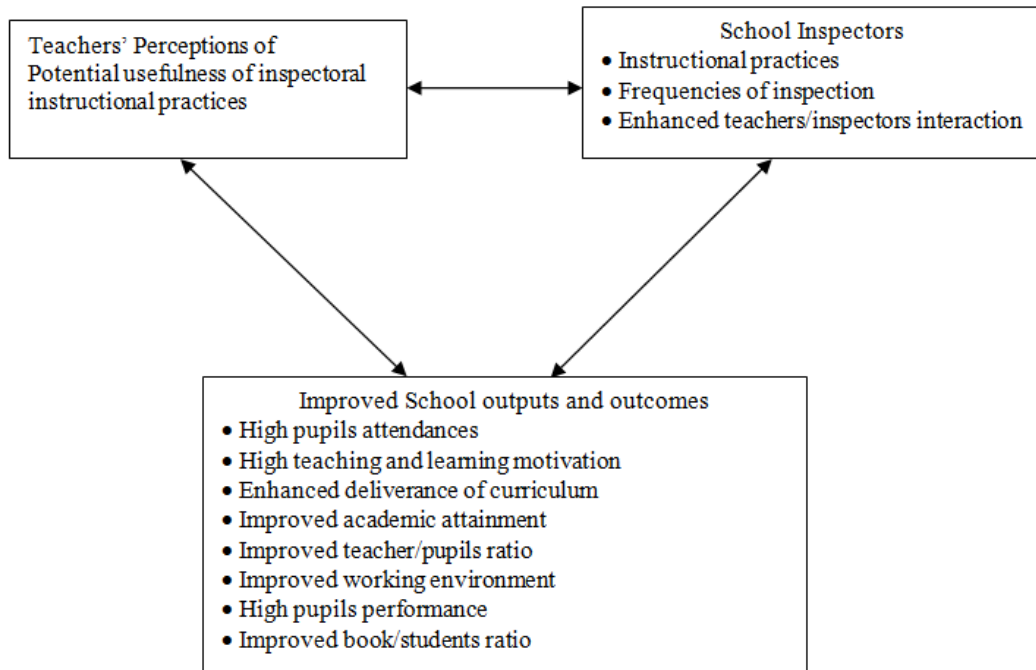 Teachers’ Perceptions of
Potential usefulness of inspectoral
instructional practices
School Inspectors
• Instructional practices
• Frequencies of inspection
• Enhanced teachers/inspectors interaction
Improved School outputs and outcomes
• High pupils attendances
• High teaching and learning motivation
• Enhanced deliverance of curriculum
• Improved academic attainment
• Improved teacher/pupils ratio
• Improved working environment
• High pupils performance
• Improved book/students ratio